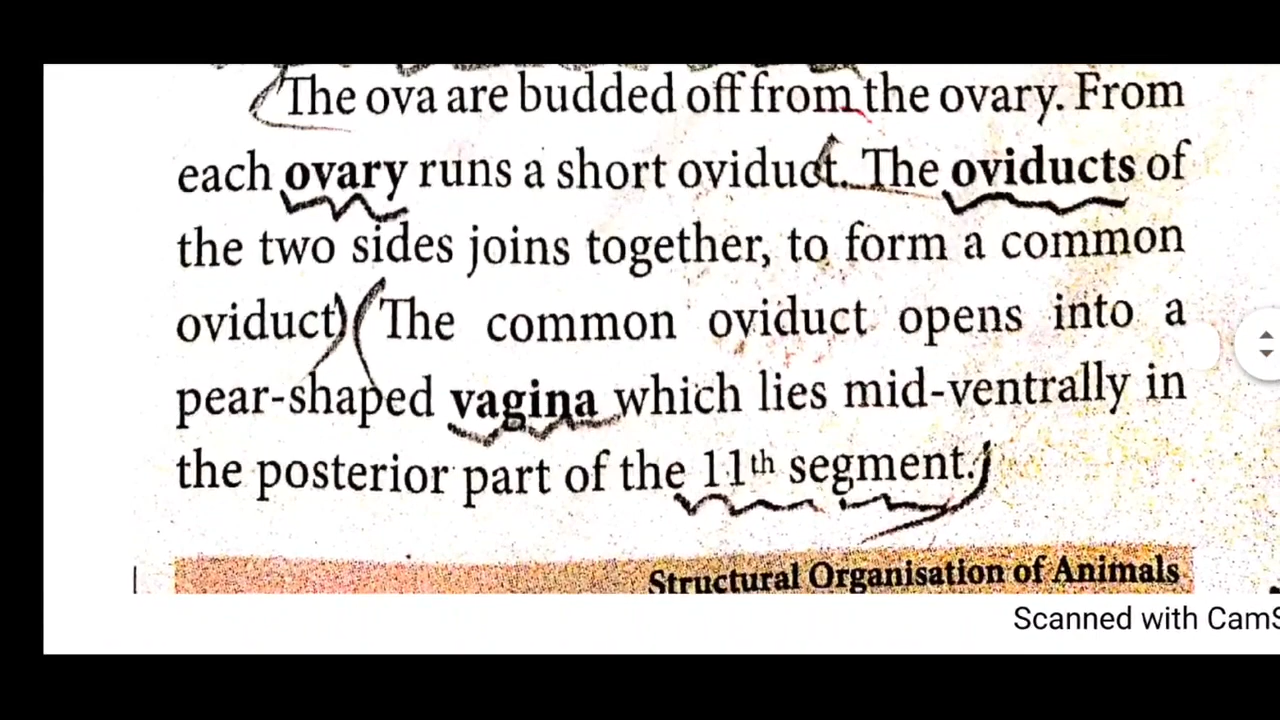 The ova are budded off from the ovary. From
each ovary runs a short oviduct. The oviducts of
the two sides joins together, to form a common
oviduct) (The common oviduct opens into a
pear-shaped vagina which lies mid-ventrally in
the posterior part of the 11th segment.)
Structural Organisation of Animals
Scanned with CamS